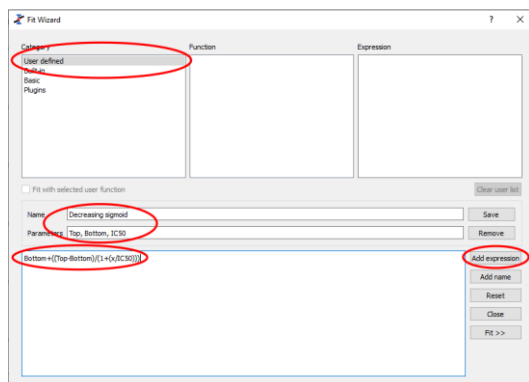 Fit Wizard
? X
Category Function Expression
User defined
Built-in
Basic
Plugins
Fit with selected user function Clear user list
Name Decreasing sigmoid Save
Parameters Top, Bottom, IC50 Remove
Bottom+((Top-Bottom)/(1+(x/IC50))) Add expression
Add name
Reset
Close
Fit >>